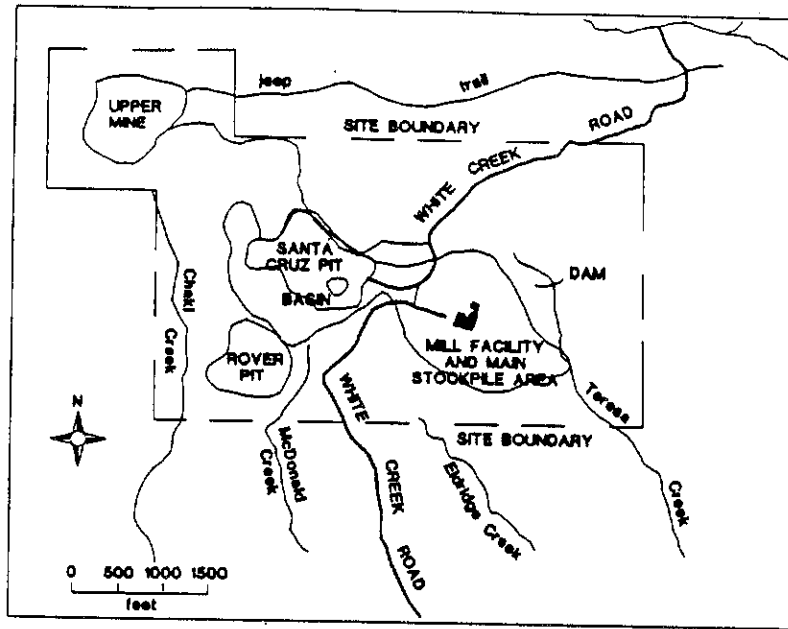 jeep
trail
UPPER
MINE
SITE BOUNDARY
WHITE CREEK ROAD
SANTA
CRUZ PIT
BASIN
DAM
Chakl Creek
ROVER
PIT
MILL FACILITY
AND MAIN
STOCKPILE AREA
Teresa Creek
N
SITE BOUNDARY
McDonald
Creek
WHITE CREEK ROAD
Eldridge Creek
0 500 1000 1500
feet